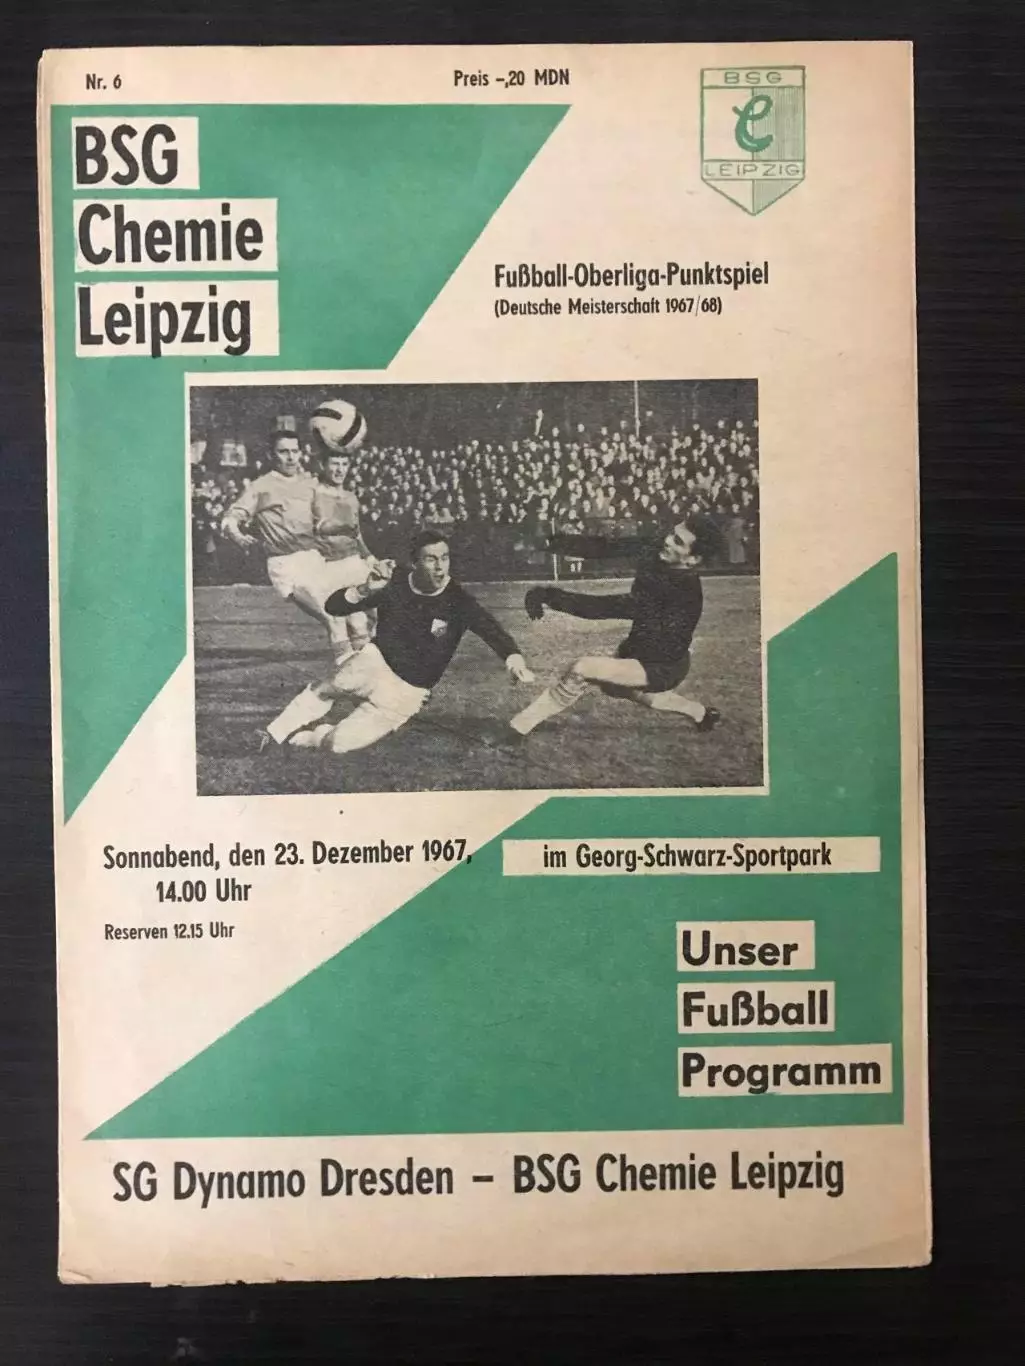 Nr. 6
Preis -,20 MDN
BSG
LEIPZIG
BSG
Chemie
Leipzig
Fußball-Oberliga-Punktspiel
(Deutsche Meisterschaft 1967/68)
Sonnabend, den 23. Dezember 1967,
im Georg-Schwarz-Sportpark
14.00 Uhr
Reserven 12.15 Uhr
Unser
Fußball
Programm
SG Dynamo Dresden – BSG Chemie Leipzig